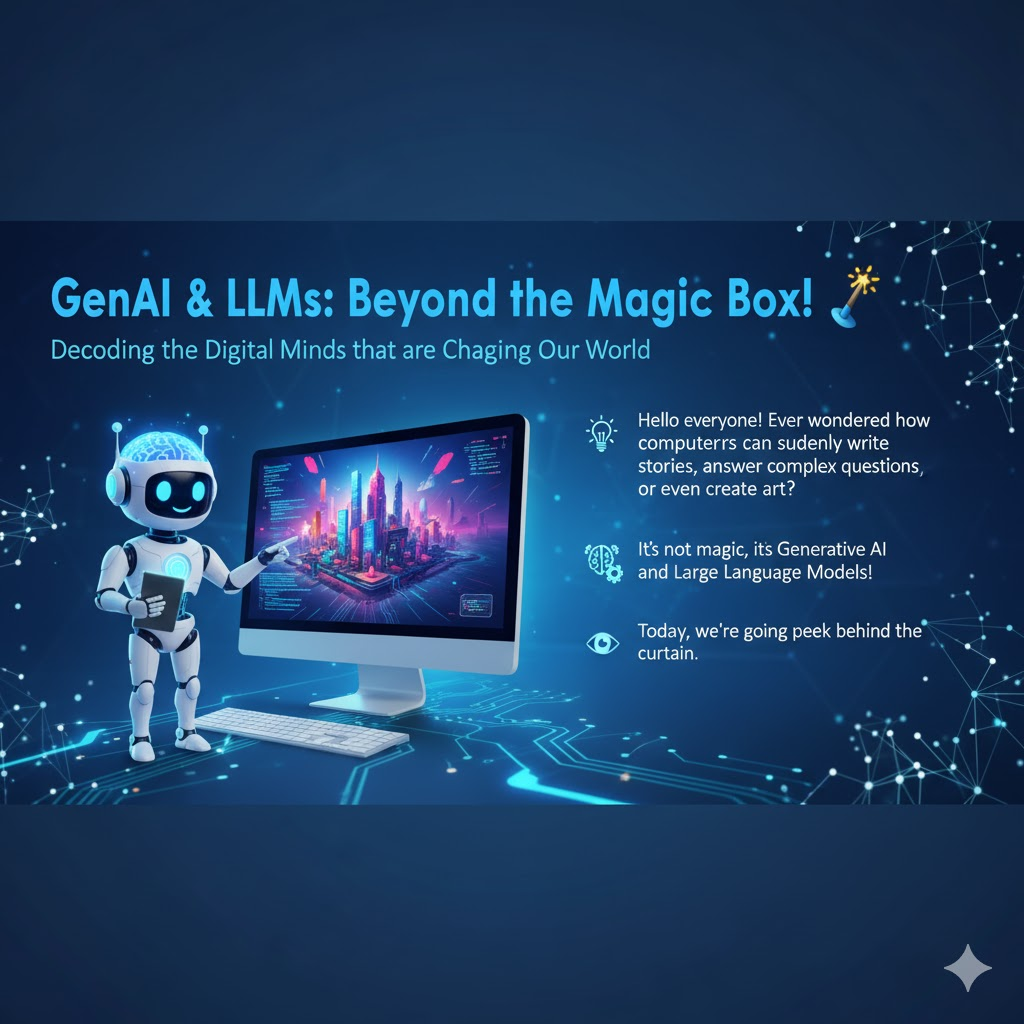 GenAI & LLMs: Beyond the Magic Box!
Decoding the Digital Minds that are Chaging Our World
Hello everyone! Ever wondered how
computerrs can sudenly write
stories, answer complex questions,
or even create art?
It's not magic, it's Generative AI
and Large Language Models!
Today, we're going peek behind the
curtain.